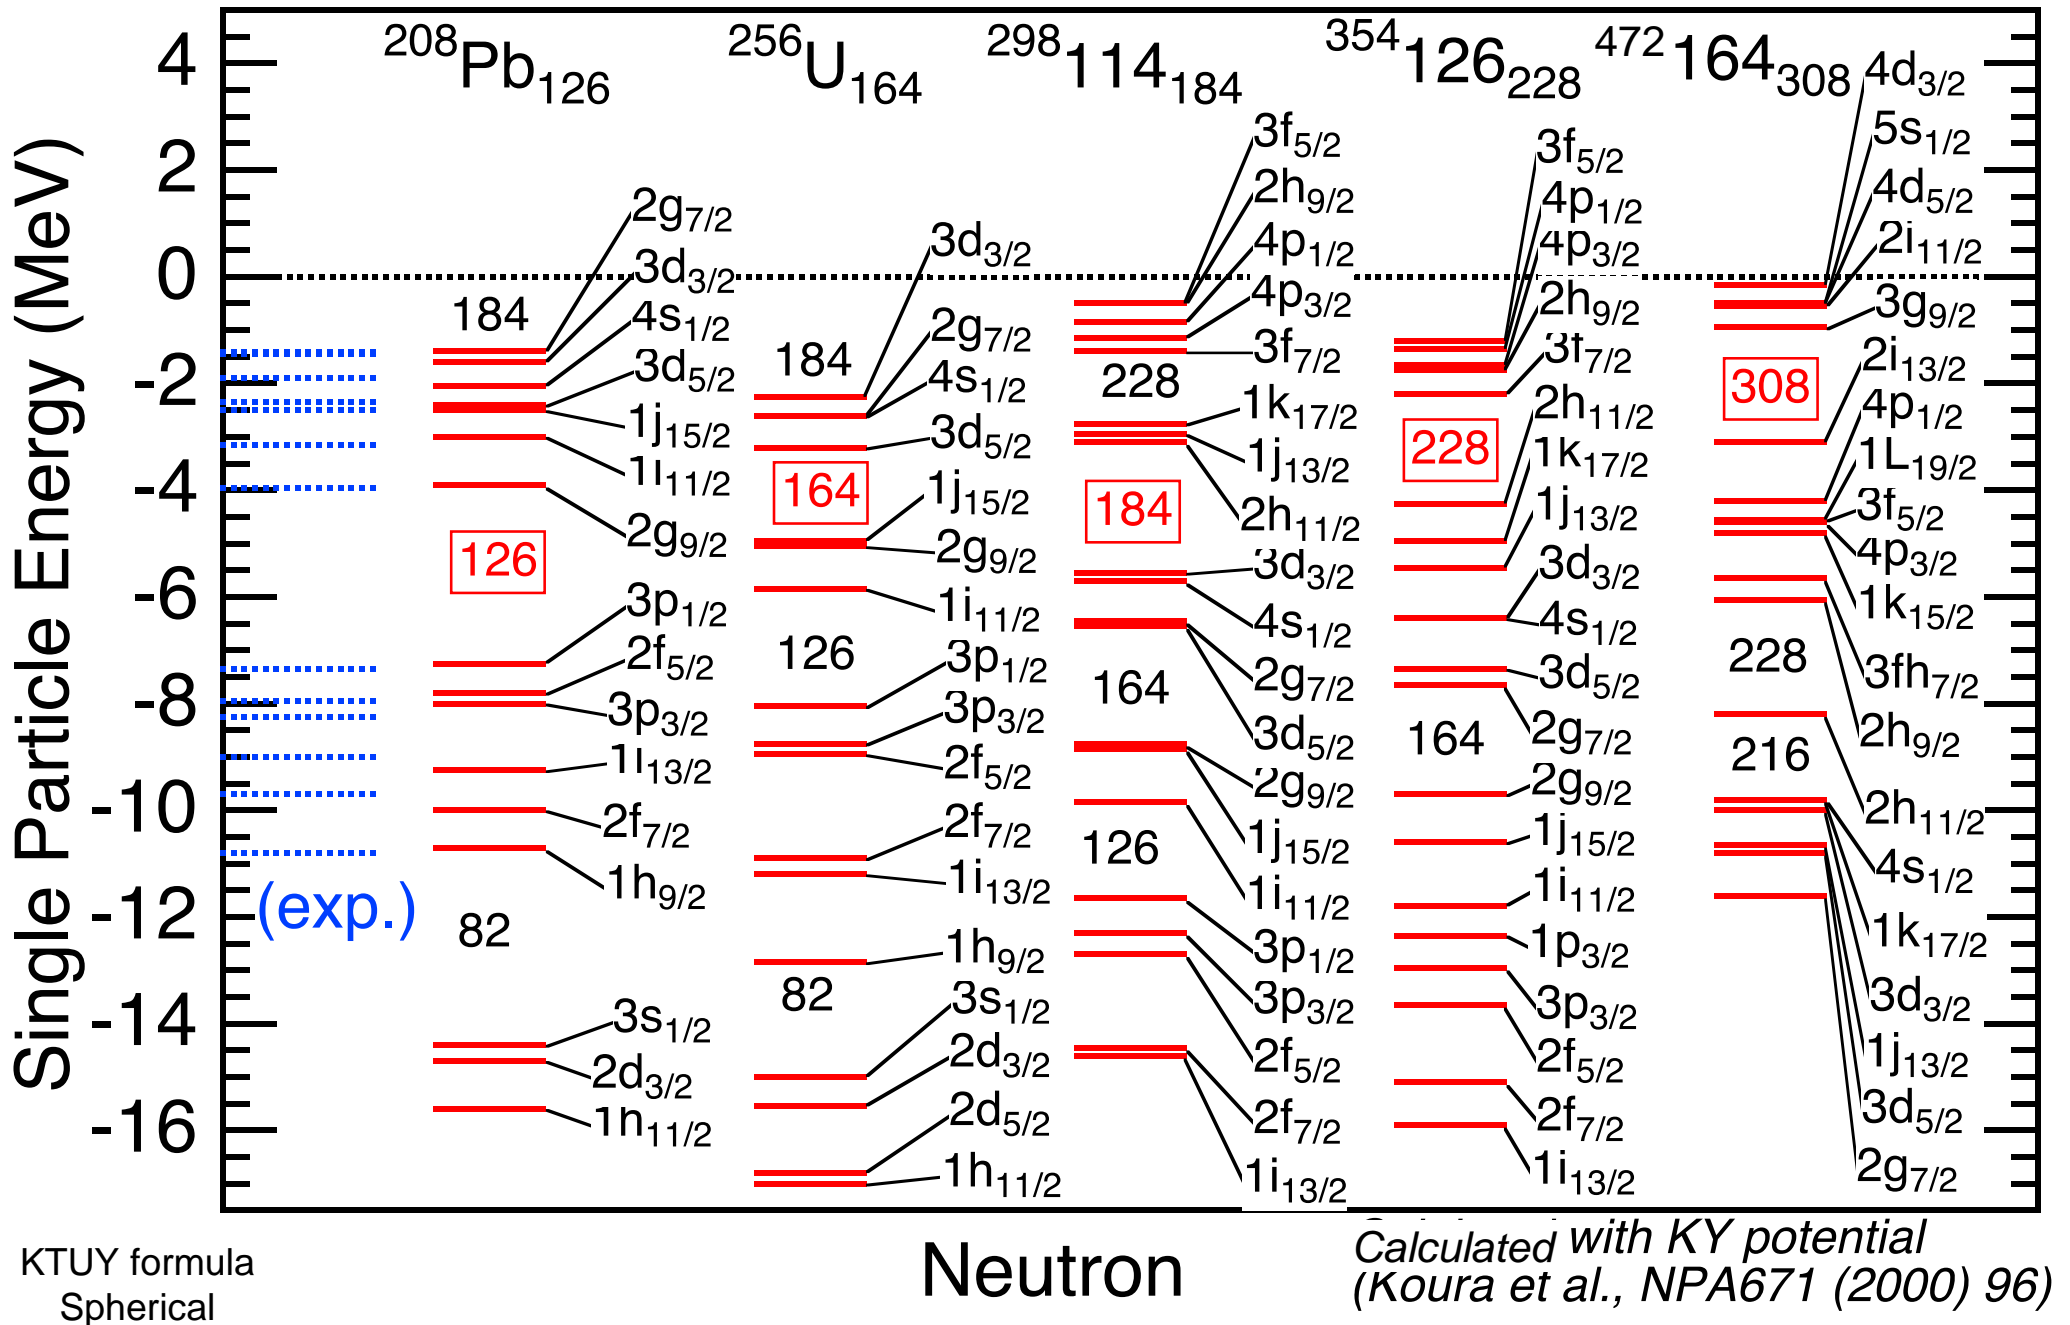 Single Particle Energy (MeV)
4
2
0
-2
-4
-6
-8
-10
-12
-14
-16
(exp.)
208Pb126
184
126
82
2g7/2
3d3/2
4s1/2
3d5/2
1j15/2
1i11/2
2g9/2
3p1/2
2f5/2
3p3/2
1i13/2
2f7/2
1h9/2
3s1/2
2d3/2
1h11/2
256U164
184
164
126
82
3d3/2
2g7/2
4s1/2
3d5/2
1j15/2
2g9/2
1i11/2
3p1/2
3p3/2
2f5/2
2f7/2
1i13/2
1h9/2
3s1/2
2d3/2
2d5/2
1h11/2
298114184
228
184
164
126
3f5/2
2h9/2
4p1/2
4p3/2
3f7/2
1k17/2
1j13/2
2h11/2
3d3/2
4s1/2
2g7/2
3d5/2
2g9/2
1j15/2
1i11/2
3p1/2
3p3/2
2f5/2
2f7/2
1i13/2
354126228
228
164
3f5/2
4p1/2
4p3/2
2h9/2
3f7/2
2h11/2
1k17/2
1j13/2
3d3/2
4s1/2
3d5/2
2g7/2
2g9/2
1j15/2
1i11/2
1p3/2
3p3/2
2f5/2
2f7/2
1i13/2
472164308
308
228
216
4d3/2
5s1/2
4d5/2
2i11/2
3g9/2
2i13/2
4p1/2
1L19/2
3f5/2
4p3/2
1k15/2
3fh7/2
2h9/2
2h11/2
4s1/2
1k17/2
3d3/2
1j13/2
3d5/2
2g7/2
KTUY formula
Spherical
Neutron
Calculated with KY potential
(Koura et al., NPA671 (2000) 96)